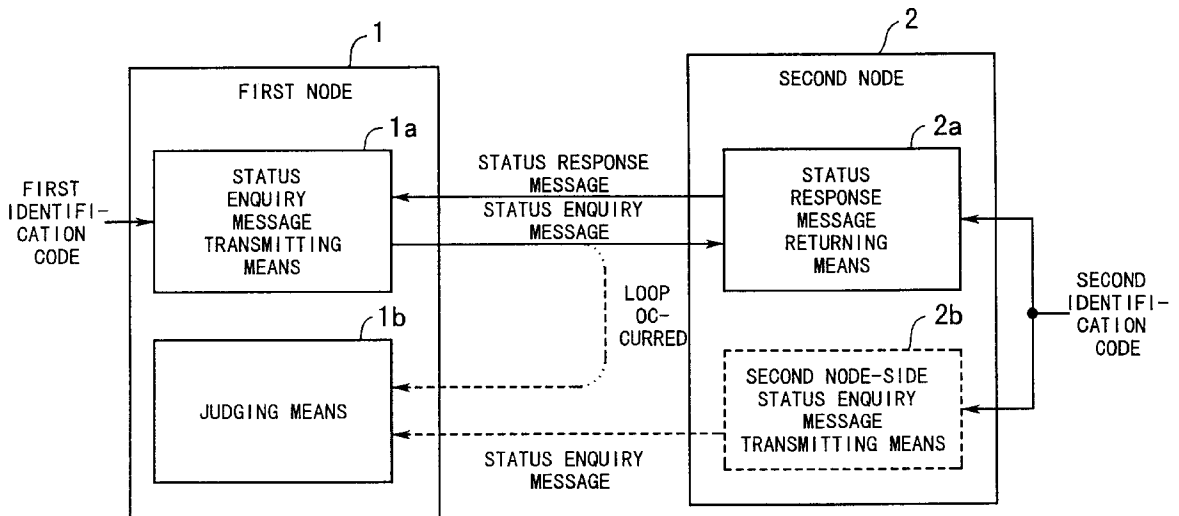 1
FIRST NODE
1a
STATUS
ENQUIRY
MESSAGE
TRANSMITTING
MEANS
FIRST
IDENTIFI-
CATION
CODE
1b
JUDGING MEANS
STATUS RESPONSE
MESSAGE
STATUS ENQUIRY
MESSAGE
LOOP
OC-
CURRED
STATUS ENQUIRY
MESSAGE
2
SECOND NODE
2a
STATUS
RESPONSE
MESSAGE
RETURNING
MEANS
2b
SECOND NODE-SIDE
STATUS ENQUIRY
MESSAGE
TRANSMITTING MEANS
SECOND
IDENTIFI-
CATION
CODE